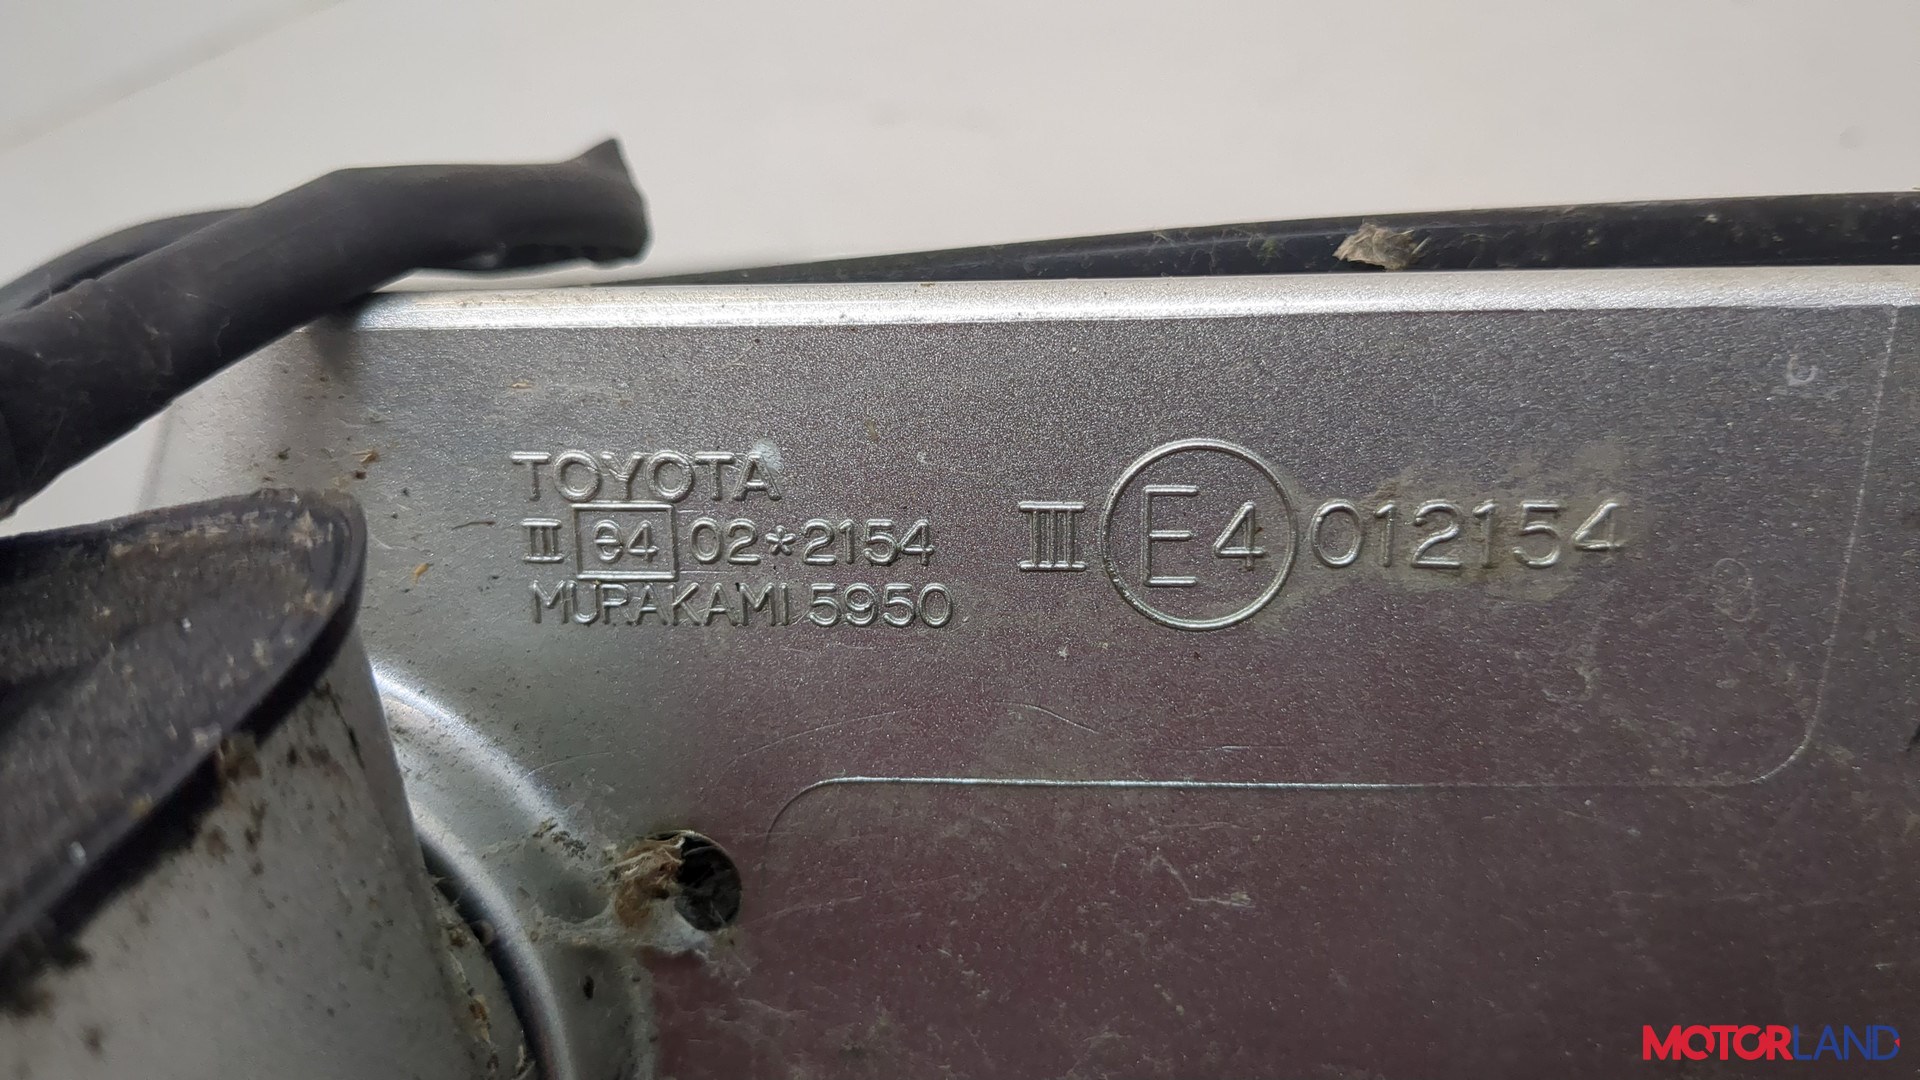 TOYOTA
III e4 02*2154
MURAKAMI 5950
III E4 012154
MOTORLAND